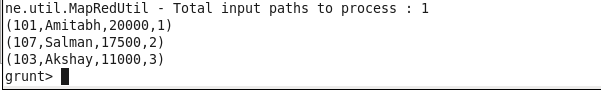 ne.util.MapRedUtil - Total input paths to process : 1
(101,Amitabh,20000,1)
(107,Salman,17500,2)
(103,Akshay,11000,3)
grunt>